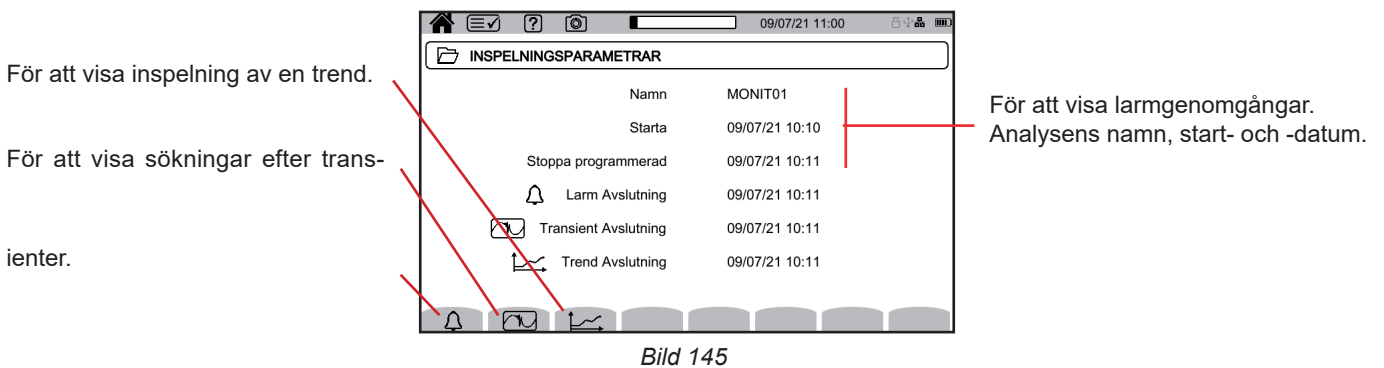 09/07/21 11:00
INSPELNINGSPARAMETRAR
För att visa inspelning av en trend.
För att visa sökningar efter trans-
ienter.
Namn MONIT01
Starta 09/07/21 10:10
Stoppa programmerad 09/07/21 10:11
Larm Avslutning 09/07/21 10:11
Transient Avslutning 09/07/21 10:11
Trend Avslutning 09/07/21 10:11
För att visa larmgenomgångar.
Analysens namn, start- och -datum.
Bild 145